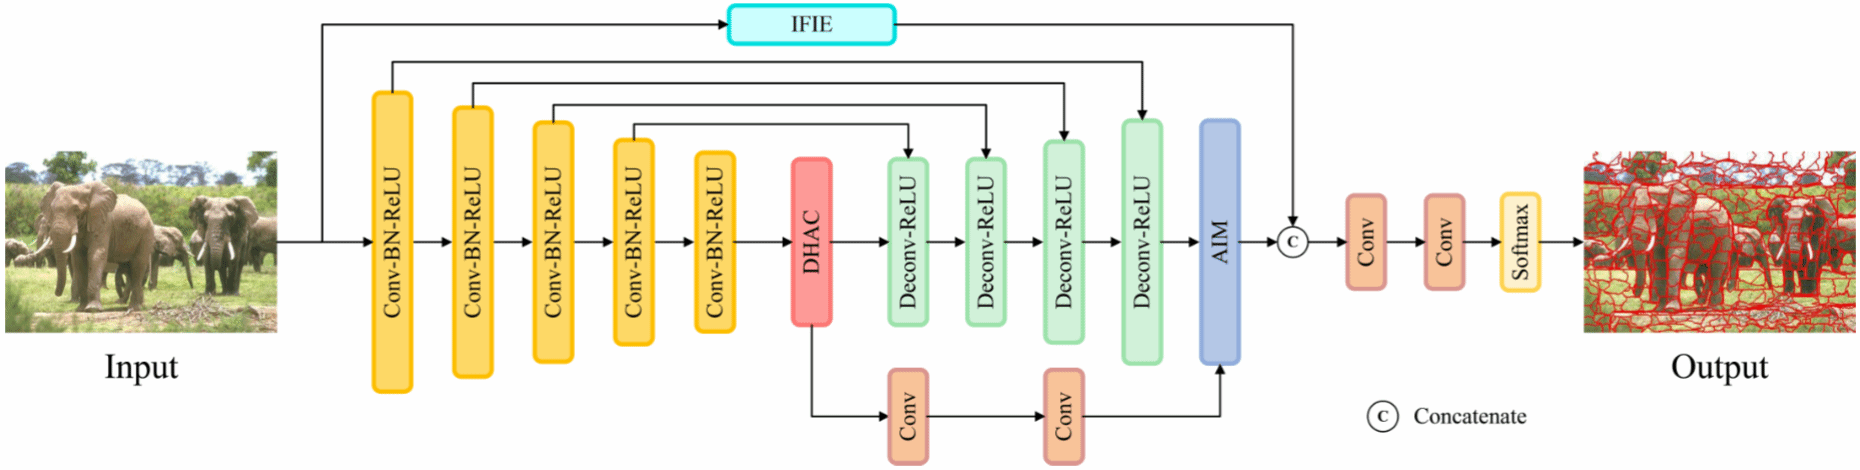 IFIE
Conv-BN-ReLU
Conv-BN-ReLU
Conv-BN-ReLU
Conv-BN-ReLU
Conv-BN-ReLU
DHAC
Deconv-ReLU
Deconv-ReLU
Deconv-ReLU
Deconv-ReLU
AIM
C
Conv
Conv
Softmax
Input
Output
Conv
Conv
C Concatenate